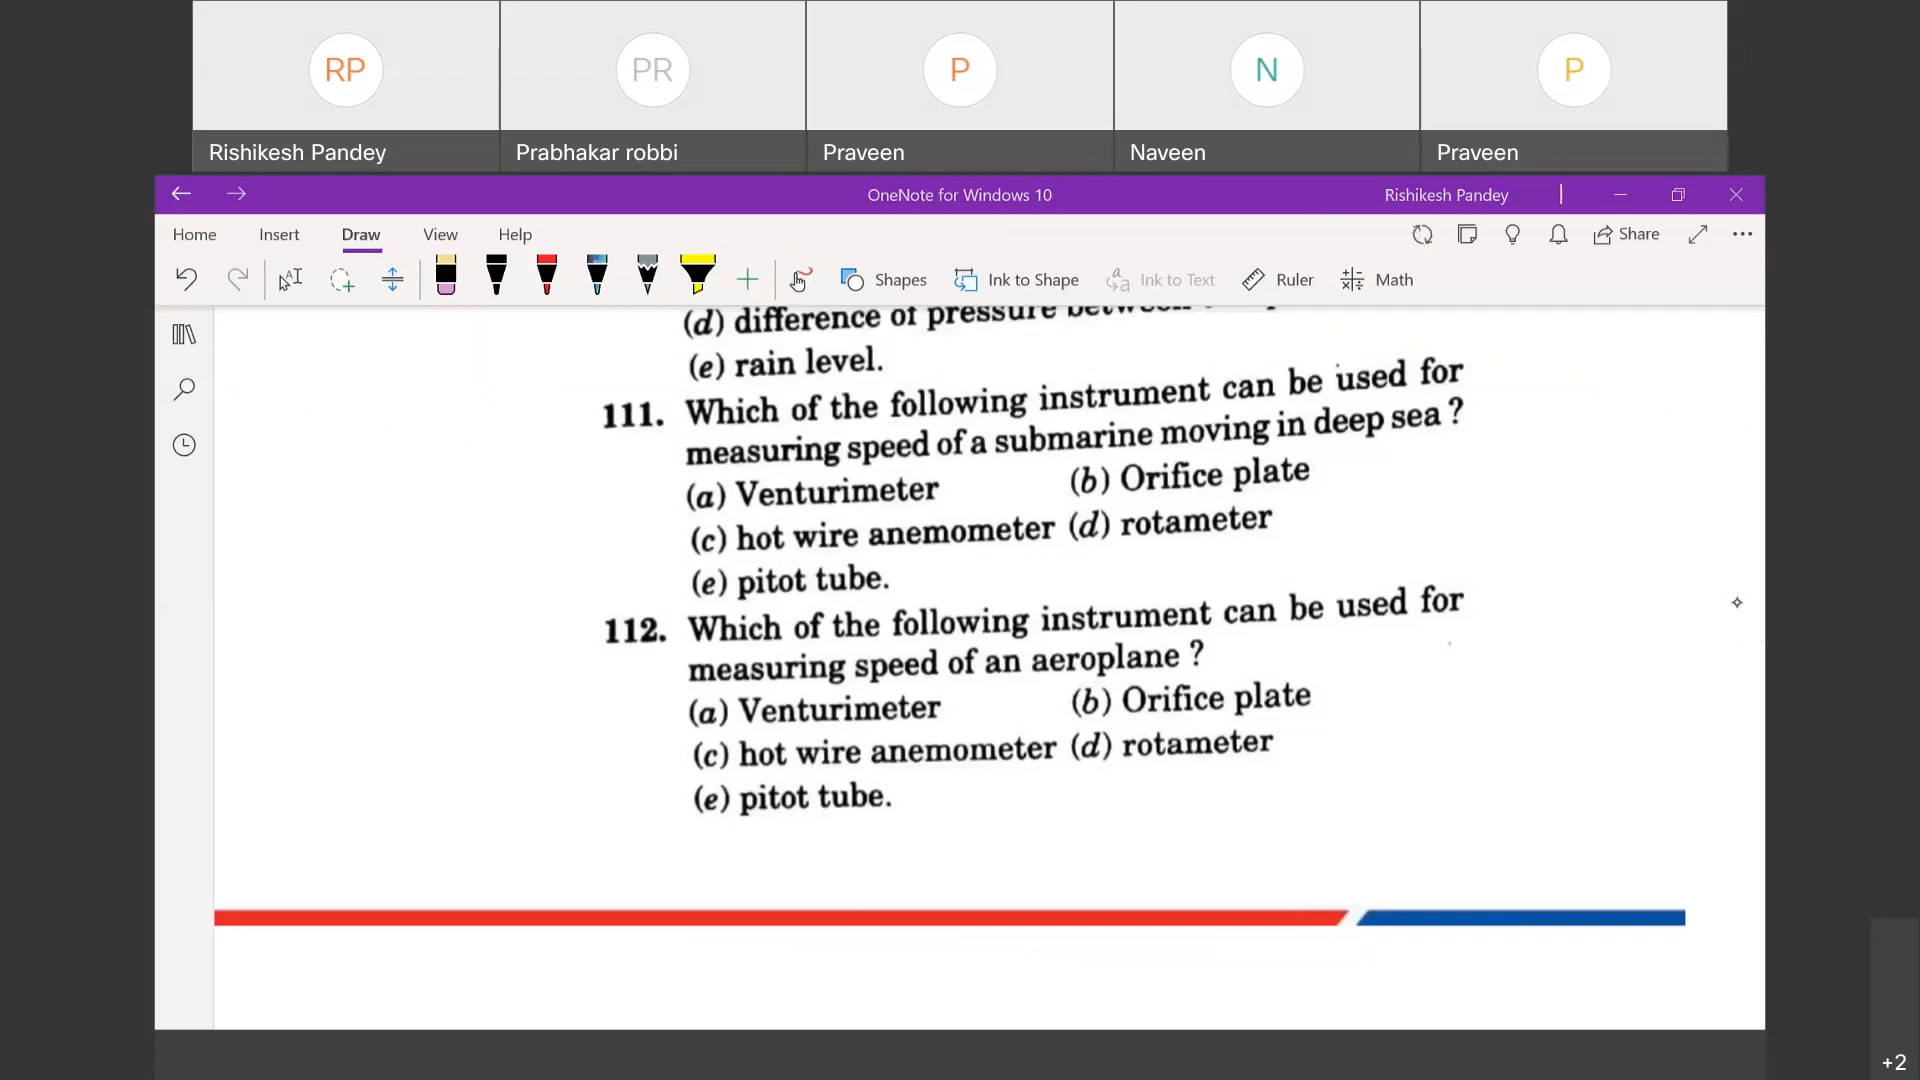 RP
PR
P
N
P
Rishikesh Pandey
Prabhakar robbi
Praveen
Naveen
Praveen
OneNote for Windows 10
Rishikesh Pandey
Home Insert Draw View Help
Share
Shapes Ink to Shape Ink to Text Ruler Math
(d) difference of pressure between
(e) rain level.
111. Which of the following instrument can be used for
measuring speed of a submarine moving in deep sea ?
(a) Venturimeter (b) Orifice plate
(c) hot wire anemometer (d) rotameter
(e) pitot tube.
112. Which of the following instrument can be used for
measuring speed of an aeroplane ?
(a) Venturimeter (b) Orifice plate
(c) hot wire anemometer (d) rotameter
(e) pitot tube.
+2